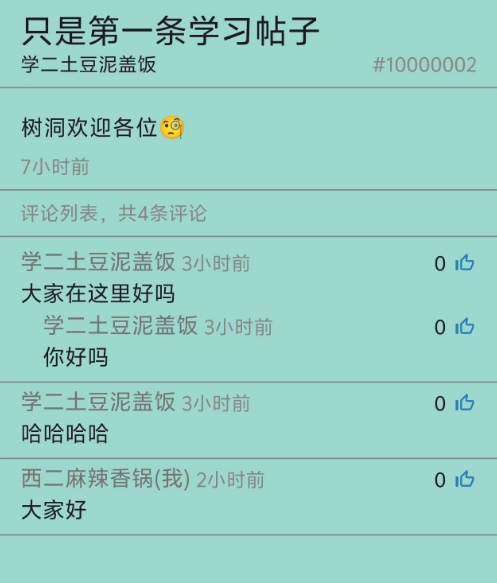 只是第一条学习帖子
学二土豆泥盖饭 #10000002
树洞欢迎各位🧐
7小时前
评论列表，共4条评论
学二土豆泥盖饭 3小时前 0
大家在这里好吗
学二土豆泥盖饭 3小时前 0
你好吗
学二土豆泥盖饭 3小时前 0
哈哈哈哈
西二麻辣香锅(我) 2小时前 0
大家好